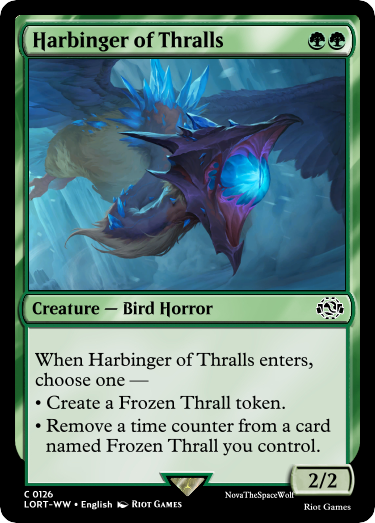 Harbinger of Thralls
Creature — Bird Horror
When Harbinger of Thralls enters,
choose one —
• Create a Frozen Thrall token.
• Remove a time counter from a card
named Frozen Thrall you control.
2/2
C 0126
LORT-WW • English Riot Games
NovaTheSpaceWolf
Riot Games